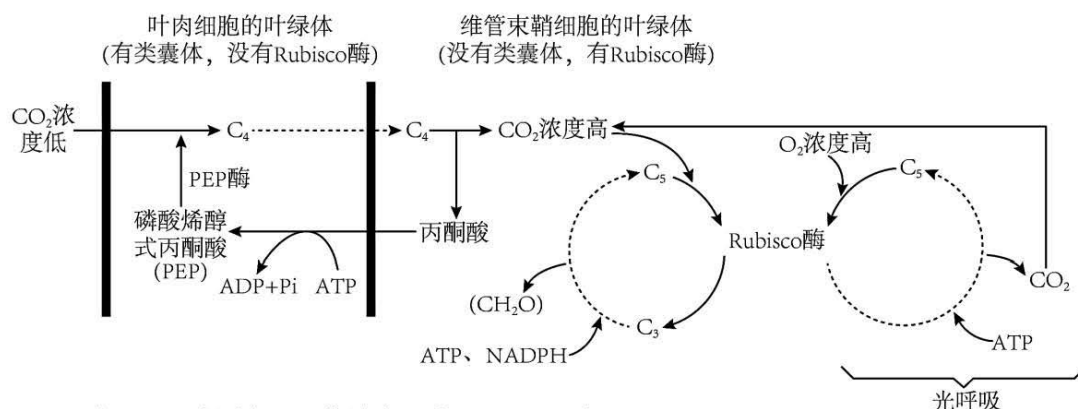 叶肉细胞的叶绿体
(有类囊体，没有Rubisco酶)
维管束鞘细胞的叶绿体
(没有类囊体，有Rubisco酶)
CO₂浓
度低
C₄
C₄
CO₂浓度高
O₂浓度高
PEP酶
C₅
C₅
磷酸烯醇
式丙酮酸
(PEP)
丙酮酸
Rubisco酶
ADP+Pi
ATP
(CH₂O)
CO₂
C₃
ATP、NADPH
ATP
光呼吸